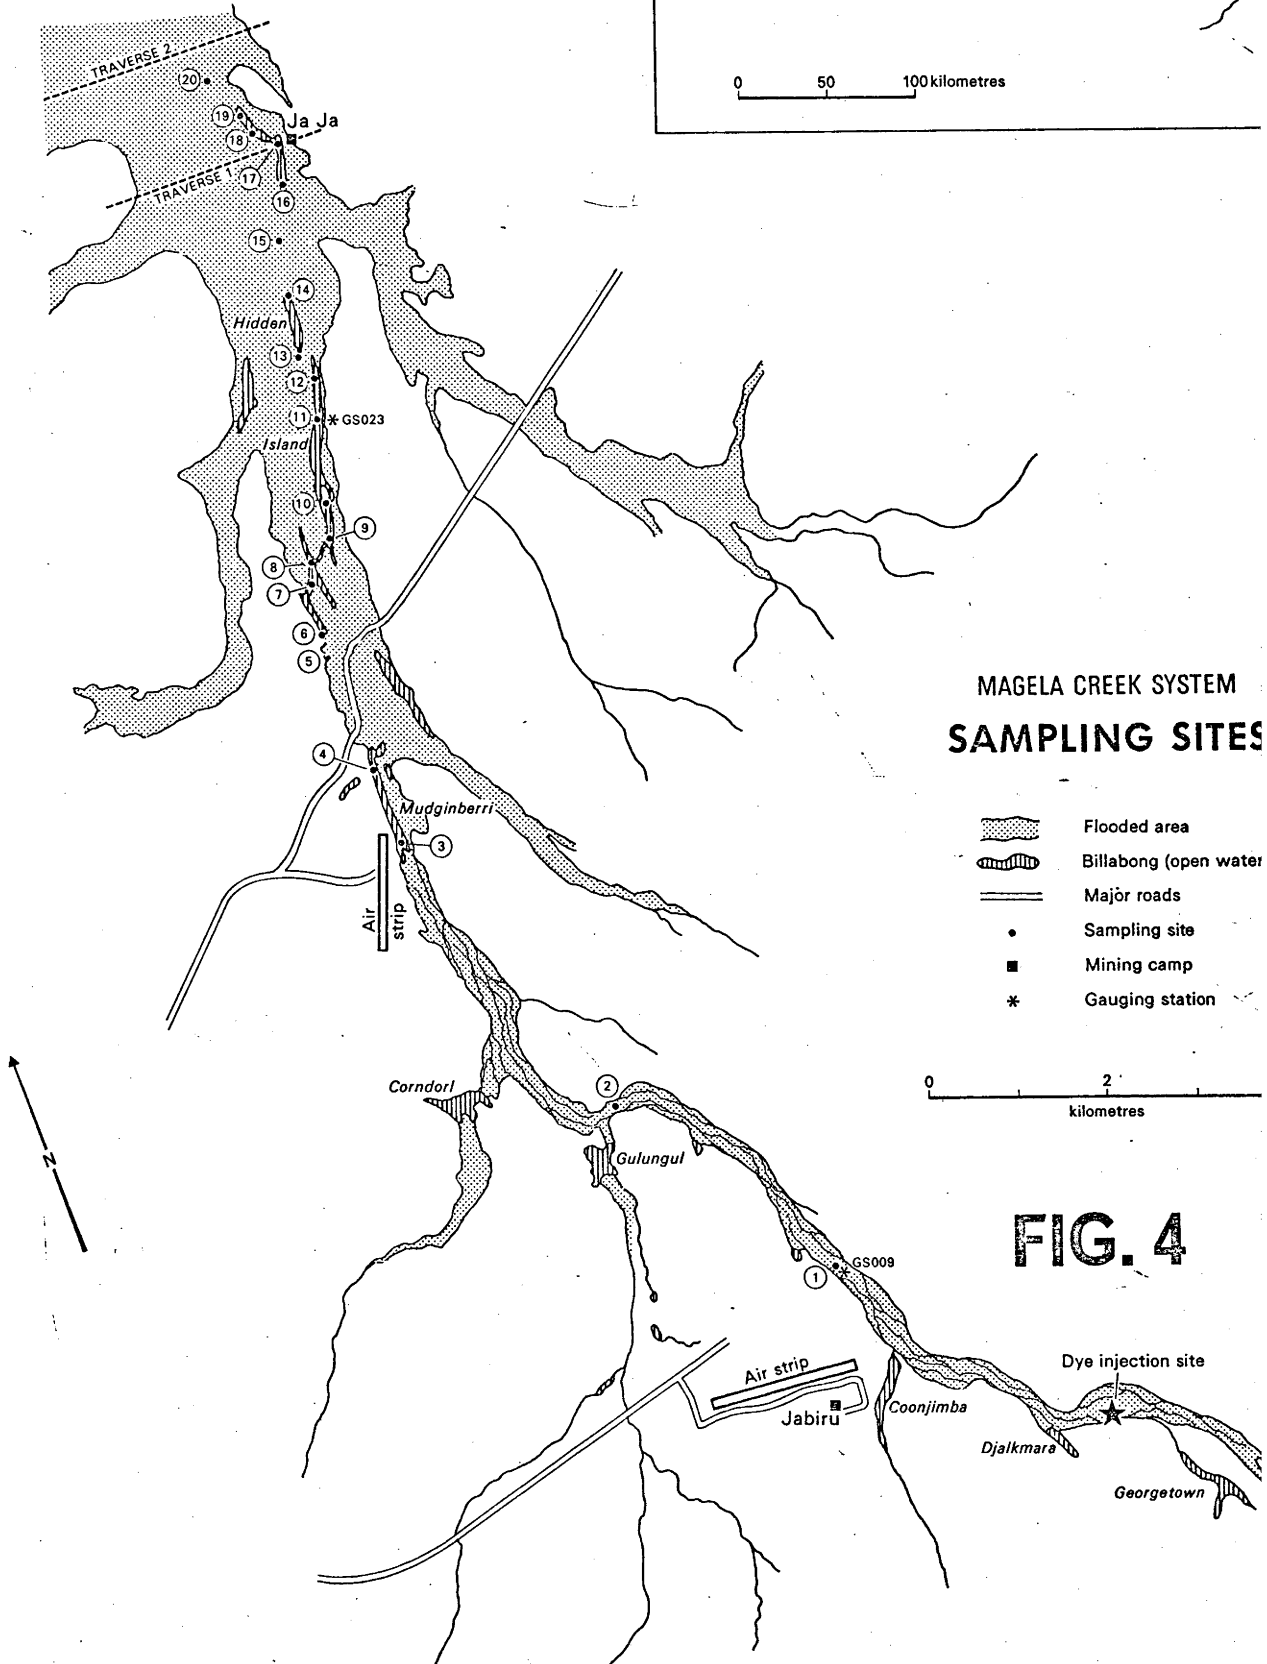 0 50 100 kilometres
TRAVERSE 2
20
19
Ja Ja
18
17
TRAVERSE 1
16
15
14
Hidden
13
12
11
GS023
Island
10
9
8
7
6
5
4
Mudginberri
3
Air
strip
MAGELA CREEK SYSTEM
SAMPLING SITES
Flooded area
Billabong (open water
Major roads
Sampling site
Mining camp
Gauging station
0 2
kilometres
N
Corndorl
2
Gulungul
1
GS009
FIG. 4
Dye injection site
Air strip
Jabiru
Coonjimba
Djalkmara
Georgetown